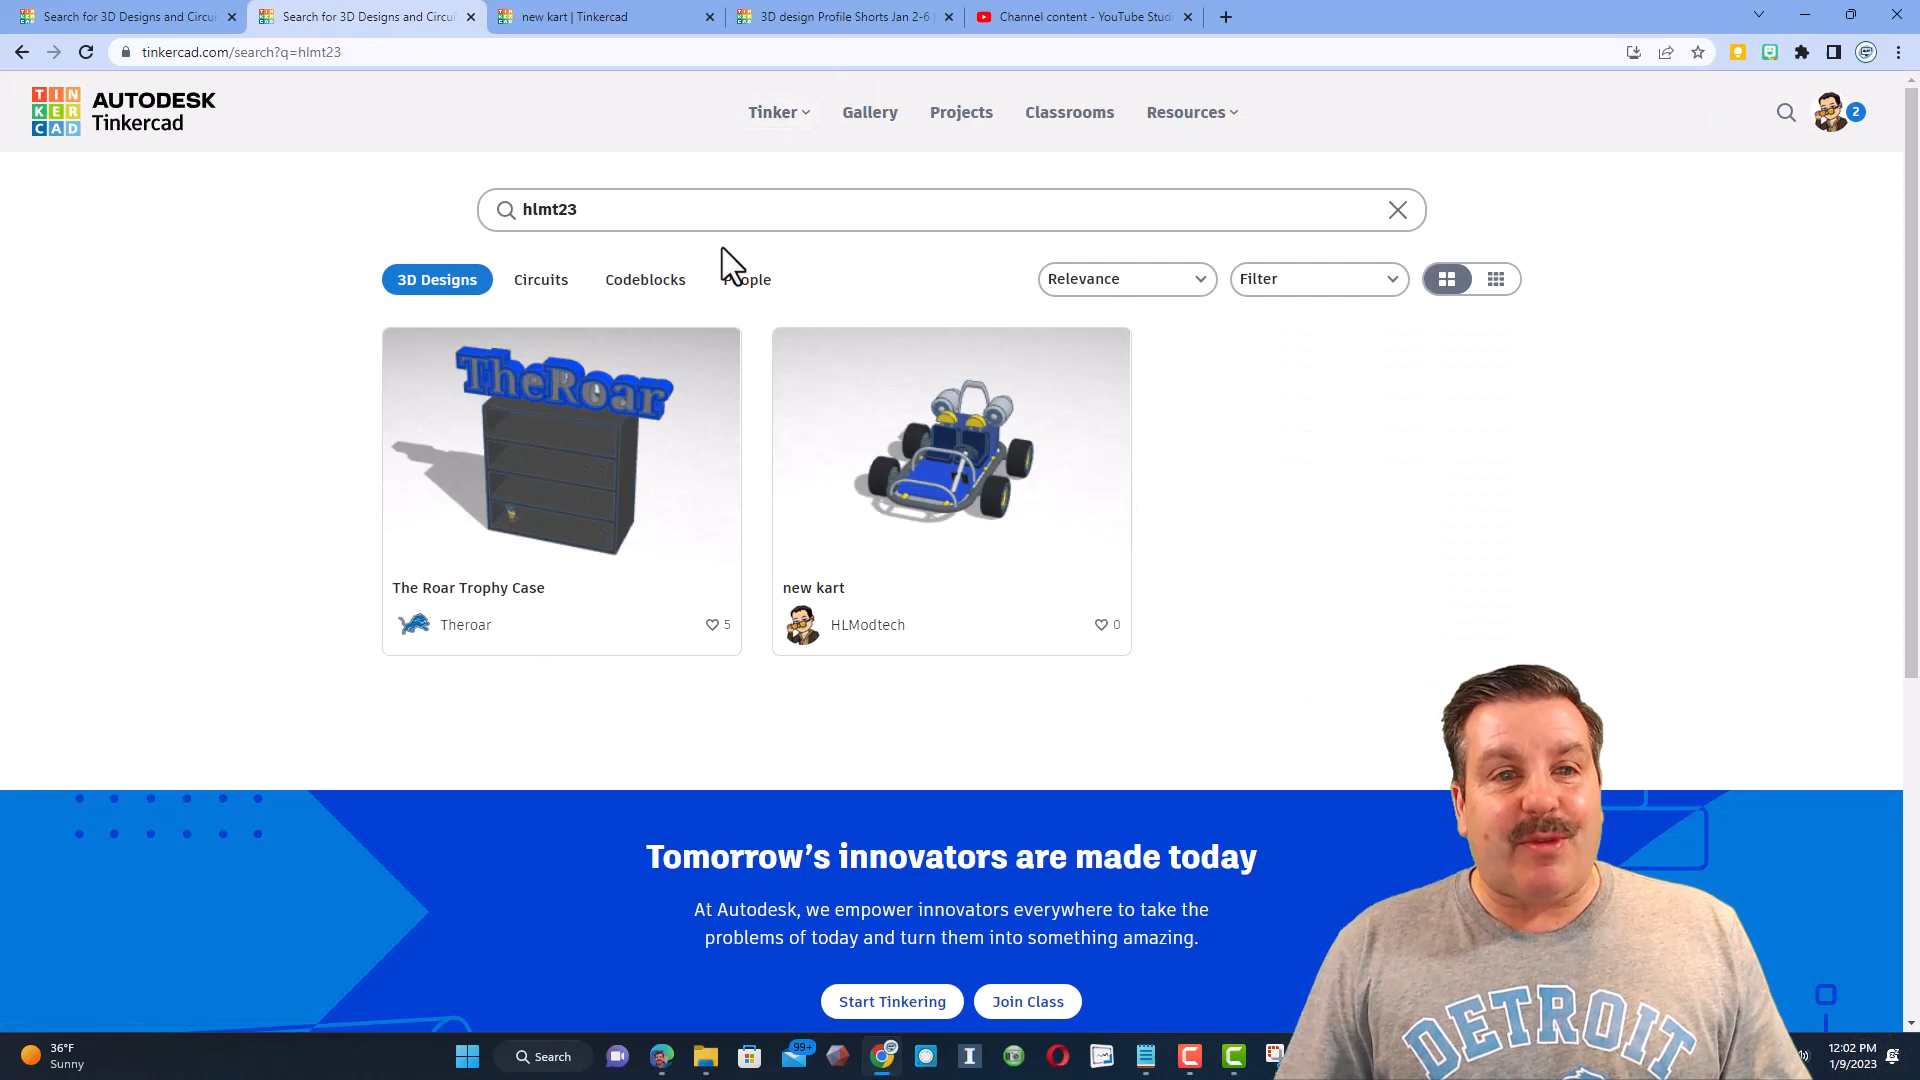 Search for 3D Designs and Circui
Search for 3D Designs and Circui
new kart | Tinkercad
3D design Profile Shorts Jan 2-6 |
Channel content - YouTube Studi
tinkercad.com/search?q=hlmt23
TIN
KER
CAD
AUTODESK
Tinkercad
Tinker
Gallery
Projects
Classrooms
Resources
2
hlmt23
3D Designs
Circuits
Codeblocks
People
Relevance
Filter
TheRoar
The Roar Trophy Case
Theroar
5
new kart
HLModtech
0
Tomorrow's innovators are made today
At Autodesk, we empower innovators everywhere to take the
problems of today and turn them into something amazing.
Start Tinkering
Join Class
DETROIT
36°F
Sunny
Search
99+
12:02 PM
1/9/2023